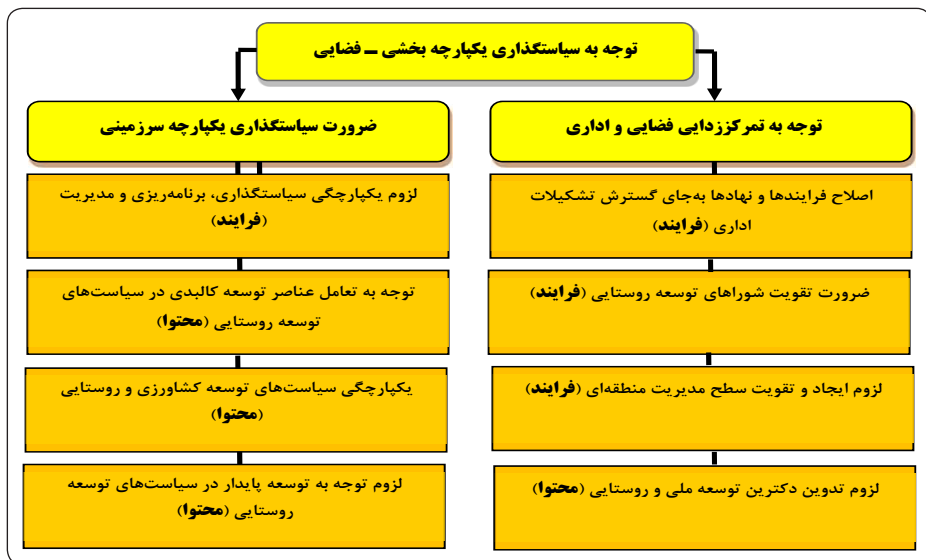 توجه به سیاستگذاری یکپارچه بخشی ــ فضایی
توجه به تمرکززدایی فضایی و اداری
اصلاح فرایندها و نهادها به‌جای گسترش تشکیلات
اداری (فرایند)
ضرورت تقویت شوراهای توسعه روستایی (فرایند)
لزوم ایجاد و تقویت سطح مدیریت منطقه‌ای (فرایند)
لزوم تدوین دکترین توسعه ملی و روستایی (محتوا)
ضرورت سیاستگذاری یکپارچه سرزمینی
لزوم یکپارچگی سیاستگذاری، برنامه‌ریزی و مدیریت
(فرایند)
توجه به تعامل عناصر توسعه کالبدی در سیاست‌های
توسعه روستایی (محتوا)
یکپارچگی سیاست‌های توسعه کشاورزی و روستایی
(محتوا)
لزوم توجه به توسعه پایدار در سیاست‌های توسعه
روستایی (محتوا)